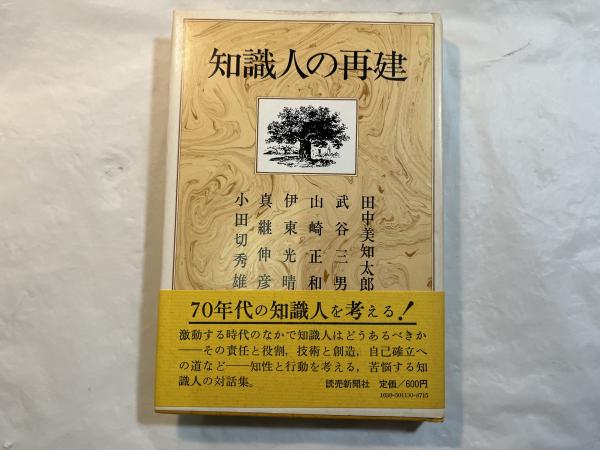 知識人の再建
田中美知太郎
武谷三男
山崎正和
伊東光晴
真継伸彦
小田切秀雄
70年代の知識人を考える!
激動する時代のなかで知識人はどうあるべきか
──その責任と役割，技術と創造，自己確立へ
の道など──知性と行動を考える，苦悩する知
識人の対話集。
読売新聞社 定価/600円
1030-501130-8715